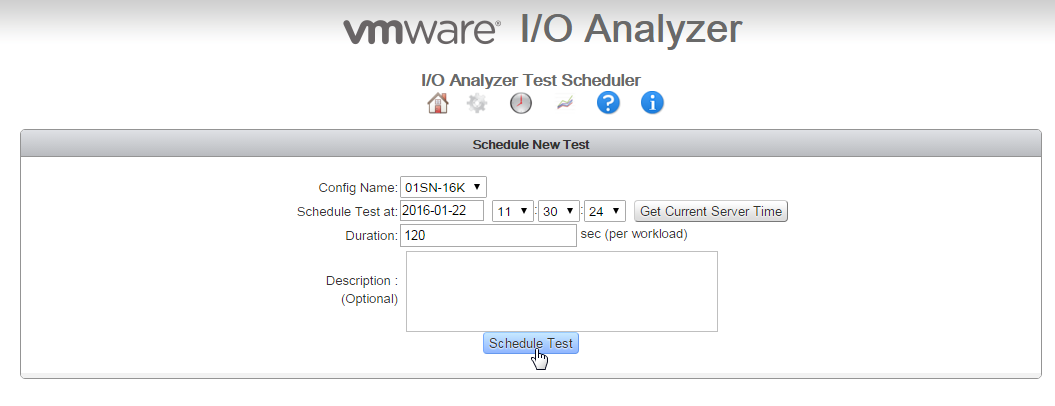 vmware® I/O Analyzer
I/O Analyzer Test Scheduler
? i
Schedule New Test
Config Name: 01SN-16K ▼
Schedule Test at: 2016-01-22 11 ▼ : 30 ▼ : 24 ▼ Get Current Server Time
Duration: 120 sec (per workload)
Description :
(Optional)
Schedule Test